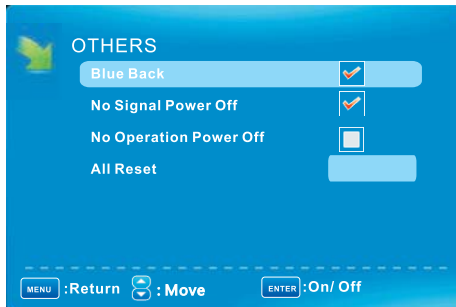 OTHERS
Blue Back
No Signal Power Off
No Operation Power Off
All Reset
MENU :Return : Move ENTER :On/ Off